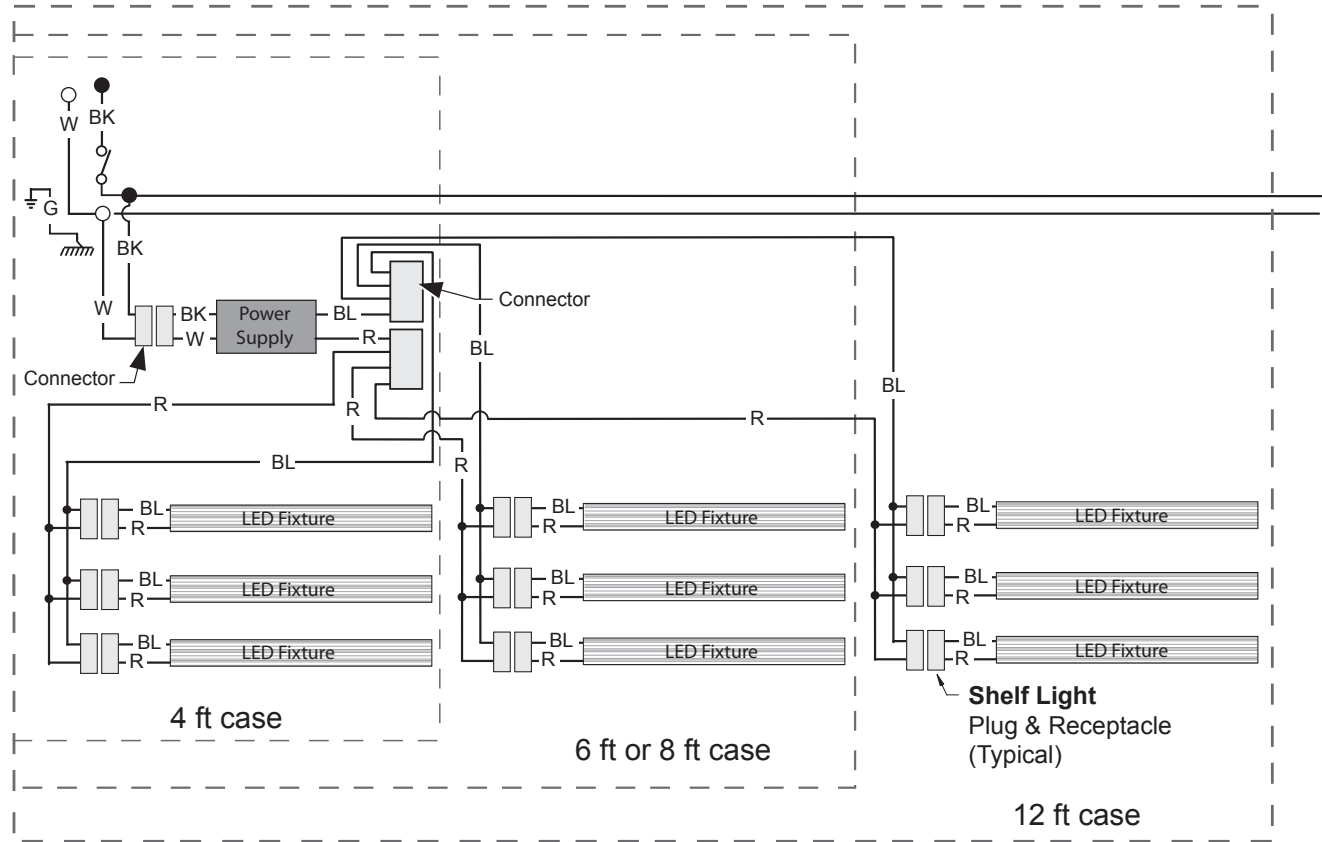 W
BK
G
BK
W
BK
W
Power
Supply
BL
R
Connector
Connector
BL
BL
R
R
R
BL
R
BL
R
LED Fixture
BL
R
LED Fixture
BL
R
LED Fixture
BL
R
LED Fixture
BL
R
LED Fixture
BL
R
LED Fixture
BL
R
LED Fixture
BL
R
LED Fixture
BL
R
LED Fixture
4 ft case
6 ft or 8 ft case
Shelf Light
Plug & Receptacle
(Typical)
12 ft case